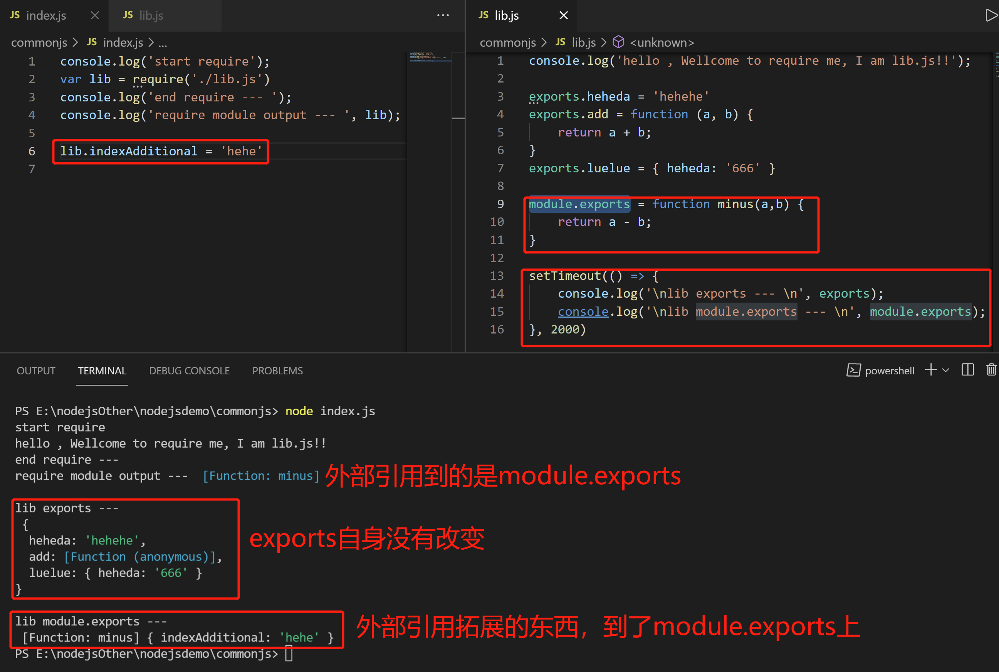 JS index.js
JS lib.js
commonjs > JS index.js > ...
1 console.log('start require');
2 var lib = require('./lib.js')
3 console.log('end require --- ');
4 console.log('require module output --- ', lib);
5
6 lib.indexAdditional = 'hehe'
7
JS lib.js
commonjs > JS lib.js > <unknown>
1 console.log('hello , Wellcome to require me, I am lib.js!!');
2
3 exports.heheda = 'hehehe'
4 exports.add = function (a, b) {
5 return a + b;
6 }
7 exports.luelue = { heheda: '666' }
8
9 module.exports = function minus(a,b) {
10 return a - b;
11 }
12
13 setTimeout(() => {
14 console.log('\nlib exports --- \n', exports);
15 console.log('\nlib module.exports --- \n', module.exports);
16 }, 2000)
OUTPUT TERMINAL DEBUG CONSOLE PROBLEMS
powershell
PS E:\nodejsOther\nodejsdemo\commonjs> node index.js
start require
hello , Wellcome to require me, I am lib.js!!
end require ---
require module output --- [Function: minus] 外部引用到的是module.exports
lib exports ---
{
heheda: 'hehehe',
exports自身没有改变
add: [Function (anonymous)],
luelue: { heheda: '666' }
}
lib module.exports ---
外部引用拓展的东西，到了module.exports上
[Function: minus] { indexAdditional: 'hehe' }
PS E:\nodejsOther\nodejsdemo\commonjs>